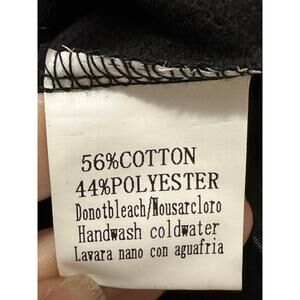 56%COTTON
44%POLYESTER
Donotbleach/Nousarcloro
Handwash coldwater
Lavara nano con aguafria